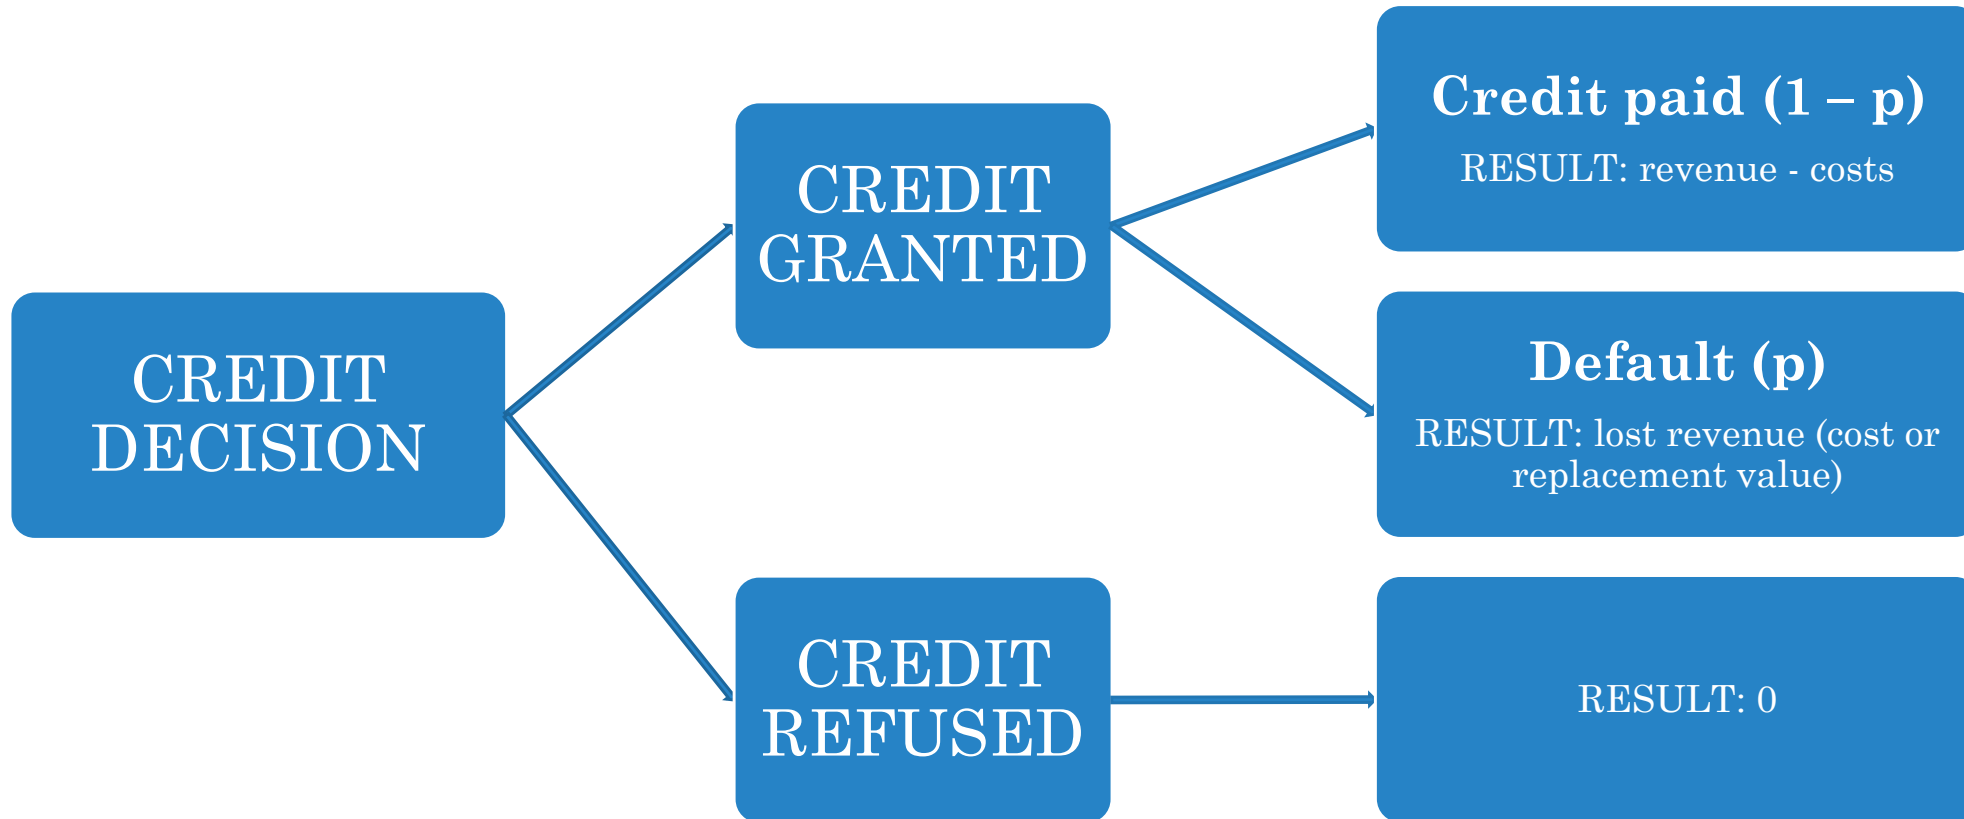 CREDIT
DECISION
CREDIT
GRANTED
Credit paid (1 – p)
RESULT: revenue - costs
Default (p)
RESULT: lost revenue (cost or
replacement value)
CREDIT
REFUSED
RESULT: 0